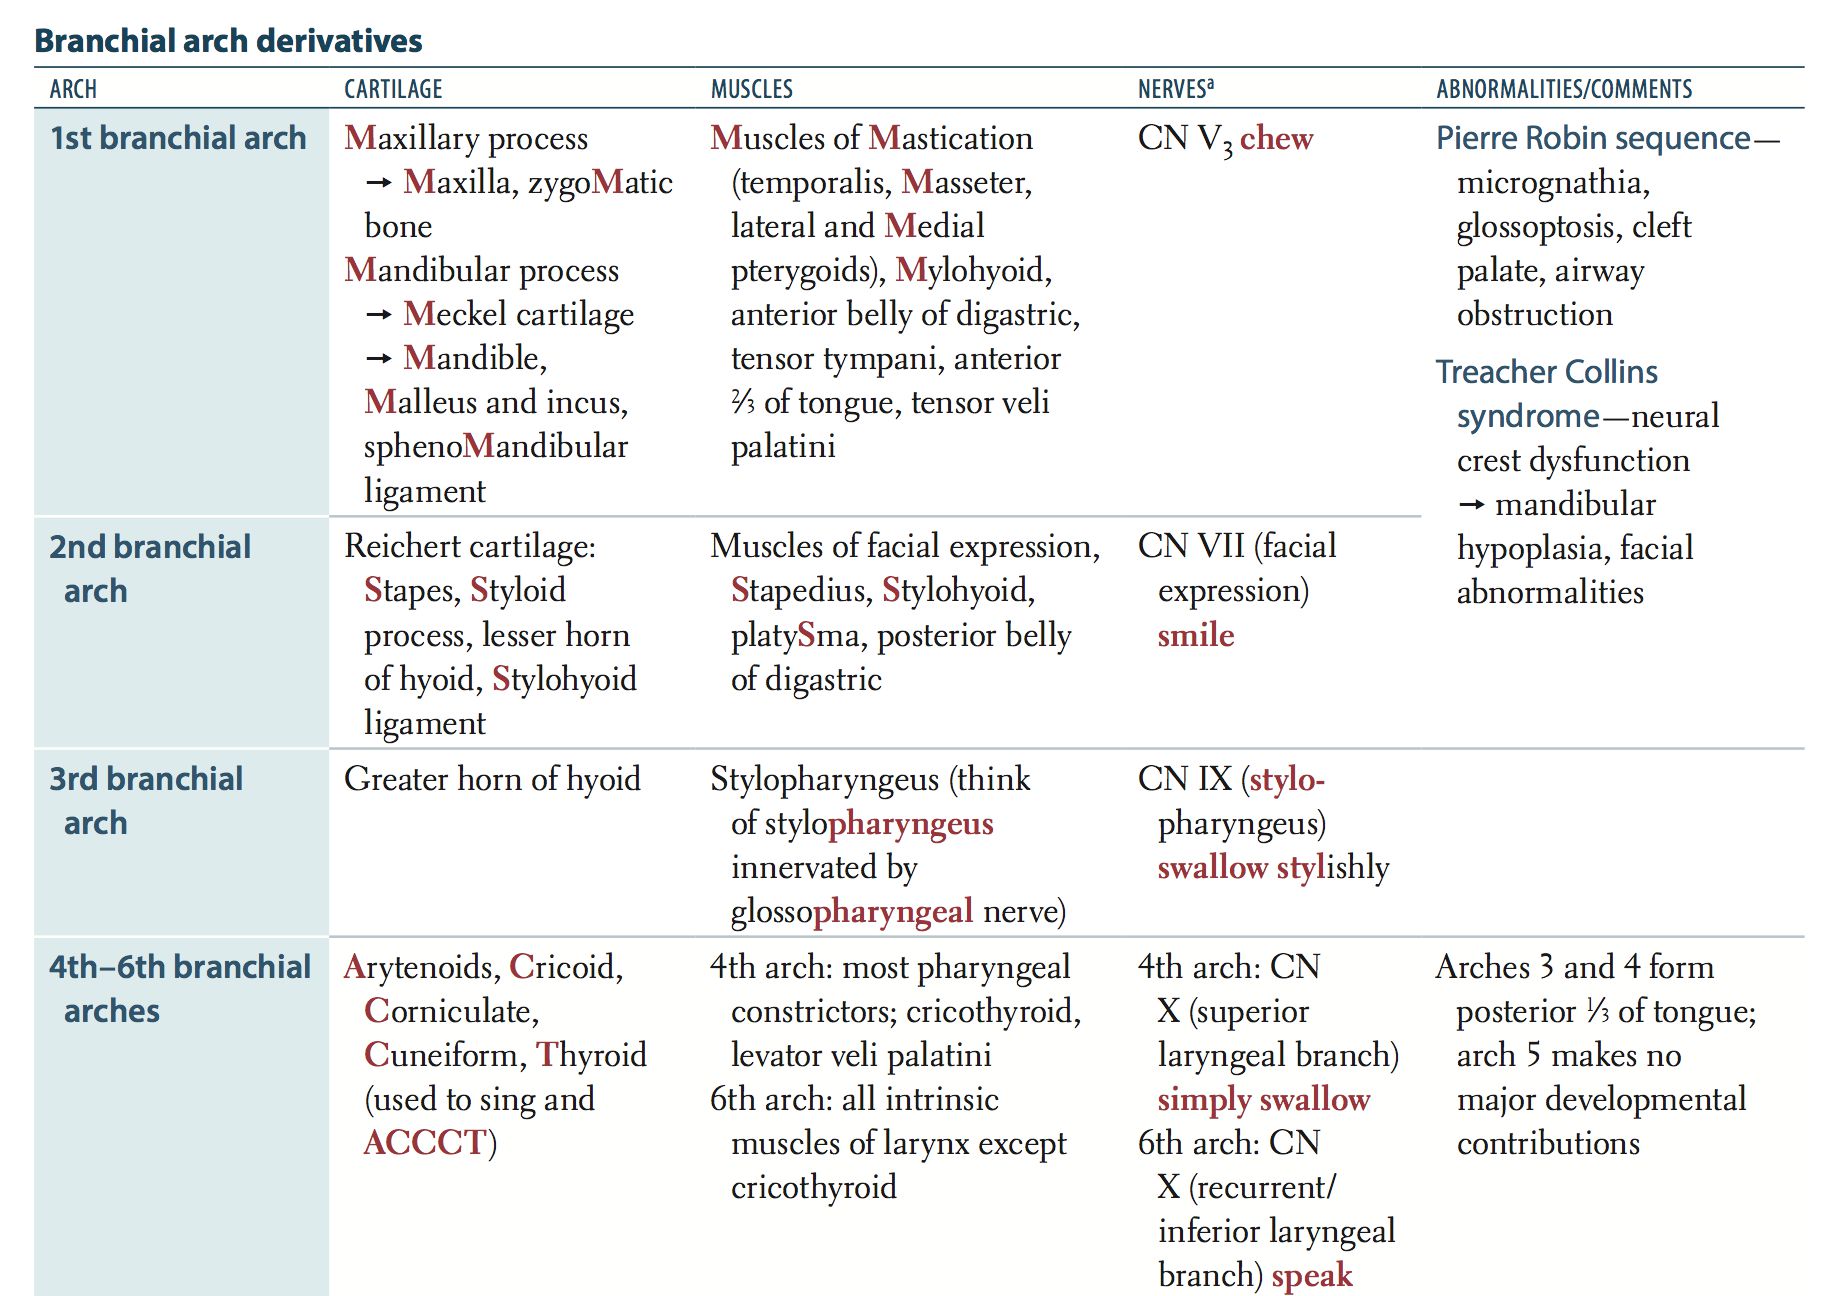 Branchial arch derivatives
ARCH
CARTILAGE
MUSCLES
NERVESᵃ
ABNORMALITIES/COMMENTS
1st branchial arch
Maxillary process
→ Maxilla, zygoMatic
bone
Mandibular process
→ Meckel cartilage
→ Mandible,
Malleus and incus,
sphenoMandibular
ligament
Muscles of Mastication
(temporalis, Masseter,
lateral and Medial
pterygoids), Mylohyoid,
anterior belly of digastric,
tensor tympani, anterior
⅔ of tongue, tensor veli
palatini
CN V₃ chew
Pierre Robin sequence—
micrognathia,
glossoptosis, cleft
palate, airway
obstruction
Treacher Collins
syndrome—neural
crest dysfunction
→ mandibular
hypoplasia, facial
abnormalities
2nd branchial
arch
Reichert cartilage:
Stapes, Styloid
process, lesser horn
of hyoid, Stylohyoid
ligament
Muscles of facial expression,
Stapedius, Stylohyoid,
platySma, posterior belly
of digastric
CN VII (facial
expression)
smile
3rd branchial
arch
Greater horn of hyoid
Stylopharyngeus (think
of stylopharyngeus
innervated by
glossopharyngeal nerve)
CN IX (stylo-
pharyngeus)
swallow stylishly
4th–6th branchial
arches
Arytenoids, Cricoid,
Corniculate,
Cuneiform, Thyroid
(used to sing and
ACCCT)
4th arch: most pharyngeal
constrictors; cricothyroid,
levator veli palatini
6th arch: all intrinsic
muscles of larynx except
cricothyroid
4th arch: CN
X (superior
laryngeal branch)
simply swallow
6th arch: CN
X (recurrent/
inferior laryngeal
branch) speak
Arches 3 and 4 form
posterior ⅓ of tongue;
arch 5 makes no
major developmental
contributions